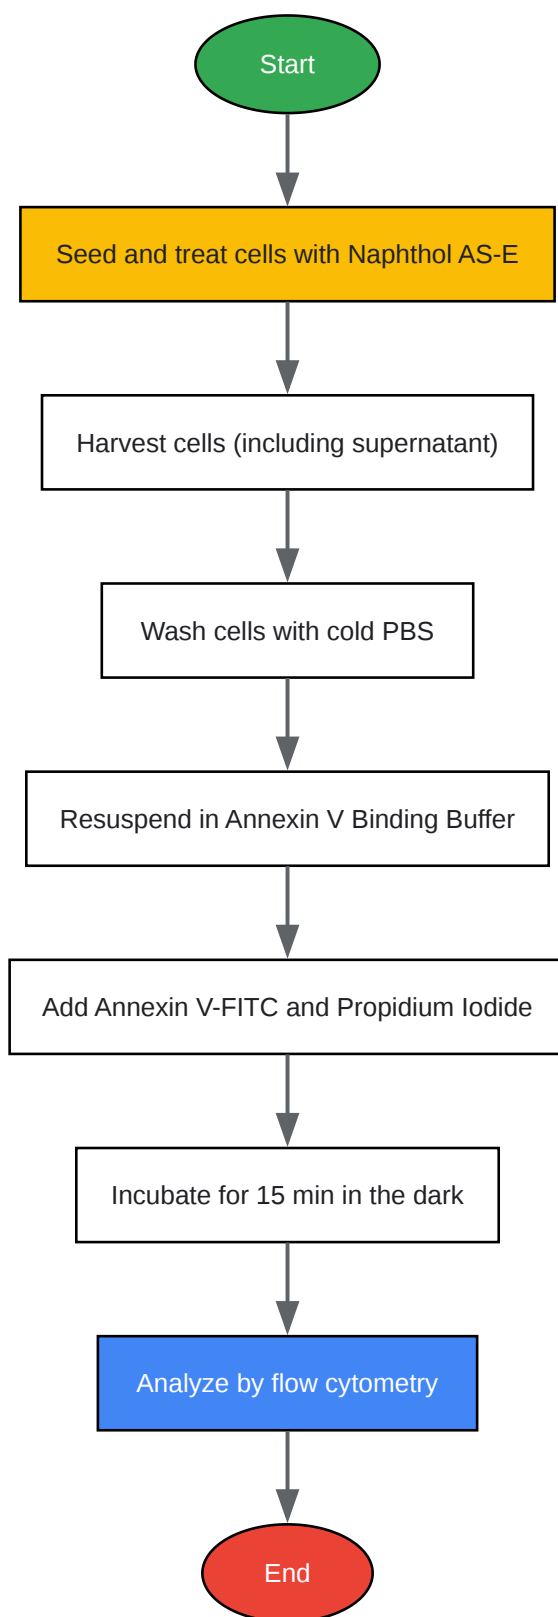 Start
Seed and treat cells with Naphthol AS-E
Harvest cells (including supernatant)
Wash cells with cold PBS
Resuspend in Annexin V Binding Buffer
Add Annexin V-FITC and Propidium Iodide
Incubate for 15 min in the dark
Analyze by flow cytometry
End